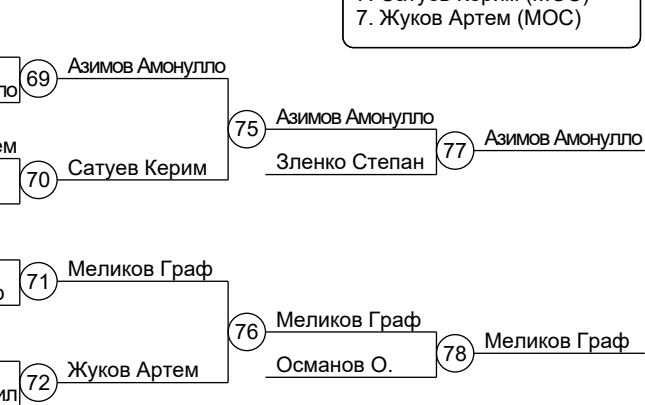 7. Жуков Артем (МОС)
69
Азимов Амонулло
75
Азимов Амонулло
77
Азимов Амонулло
Зленко Степан
70
Сатуев Керим
71
Меликов Граф
76
Меликов Граф
78
Меликов Граф
Османов О.
72
Жуков Артем